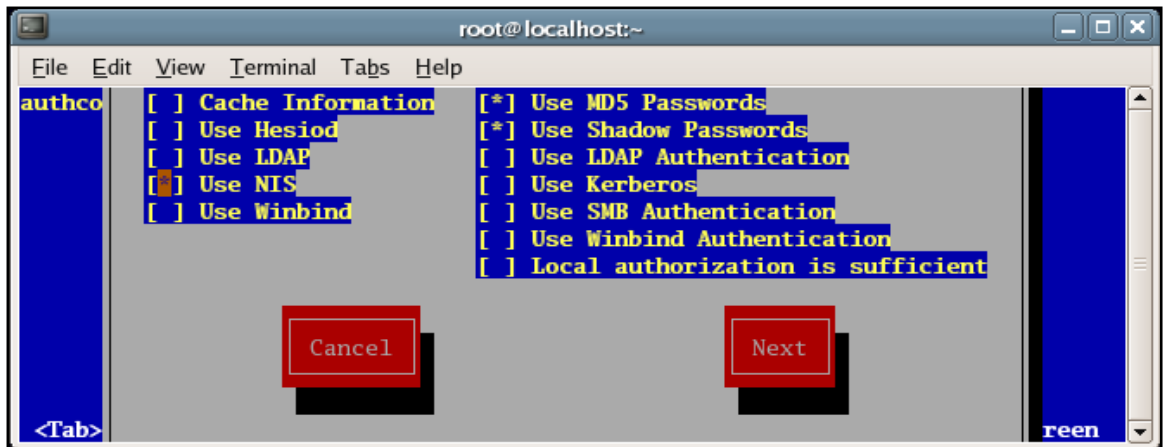 root@localhost:~
File Edit View Terminal Tabs Help
authco [ ] Cache Information [*] Use MD5 Passwords
[ ] Use Hesiod [*] Use Shadow Passwords
[ ] Use LDAP [ ] Use LDAP Authentication
[*] Use NIS [ ] Use Kerberos
[ ] Use Winbind [ ] Use SMB Authentication
[ ] Use Winbind Authentication
[ ] Local authorization is sufficient
Cancel Next
<Tab> reen